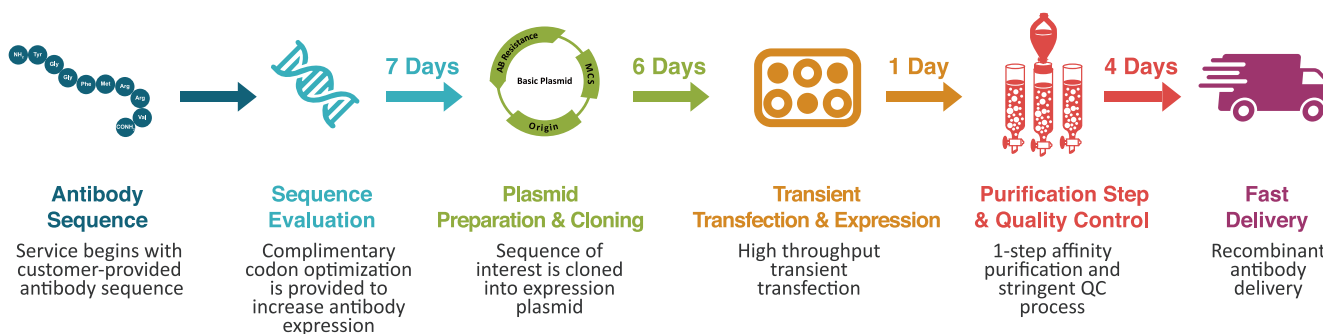 NH₂
Tyr
Gly
Gly
Phe
Met
Arg
Arg
Val
CONH₂
7 Days
AB Resistance
MCS
Basic Plasmid
Origin
6 Days
1 Day
4 Days
Antibody
Sequence
Service begins with
customer-provided
antibody sequence
Sequence
Evaluation
Complimentary
codon optimization
is provided to
increase antibody
expression
Plasmid
Preparation & Cloning
Sequence of
interest is cloned
into expression
plasmid
Transient
Transfection & Expression
High throughput
transient
transfection
Purification Step
& Quality Control
1-step affinity
purification and
stringent QC
process
Fast
Delivery
Recombinant
antibody
delivery